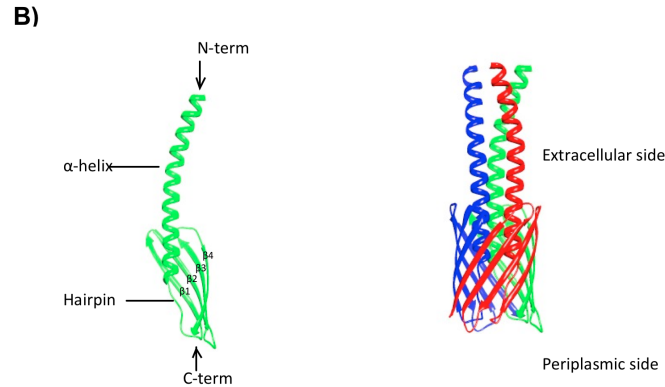 B)
N-term
α-helix
β4
β3
β2
β1
Hairpin
C-term
Extracellular side
Periplasmic side